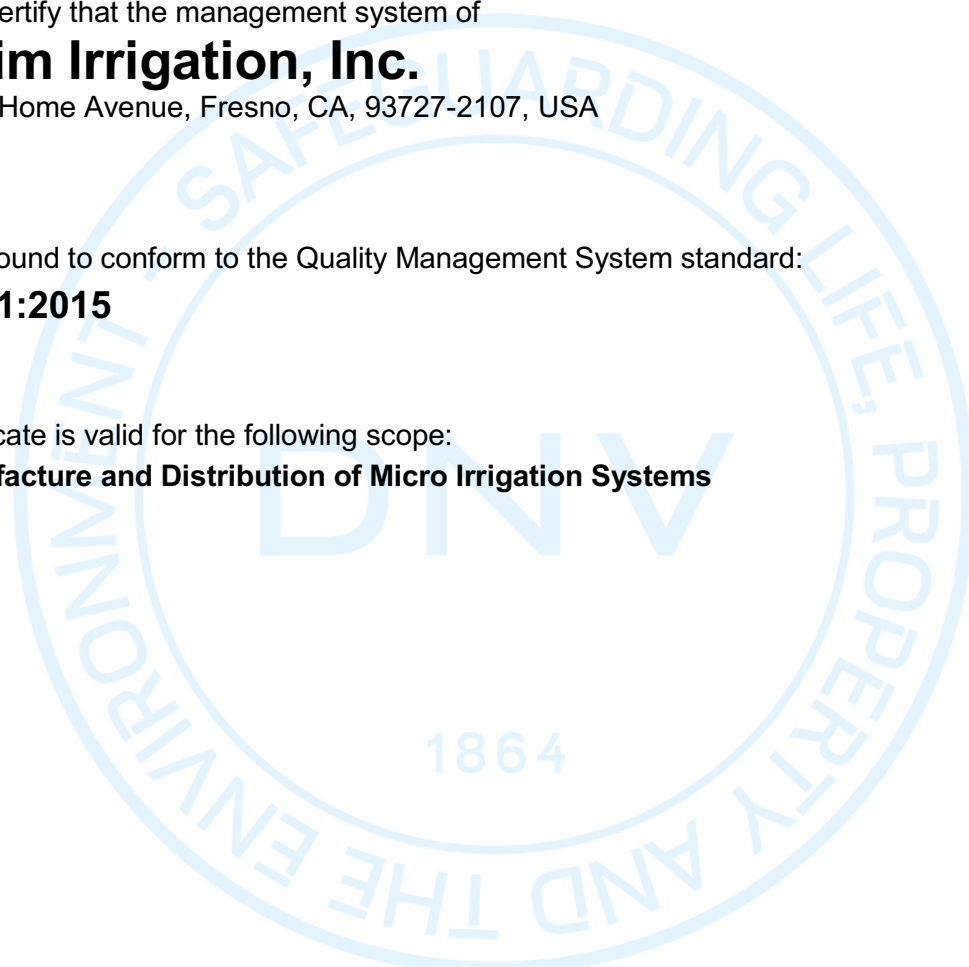 ertify that the management system of
im Irrigation, Inc.
Home Avenue, Fresno, CA, 93727-2107, USA
ound to conform to the Quality Management System standard:
1:2015
cate is valid for the following scope:
facture and Distribution of Micro Irrigation Systems
SAFEGUARDING LIFE, PROPERTY AND THE ENVIRONMENT -
DNV
1864